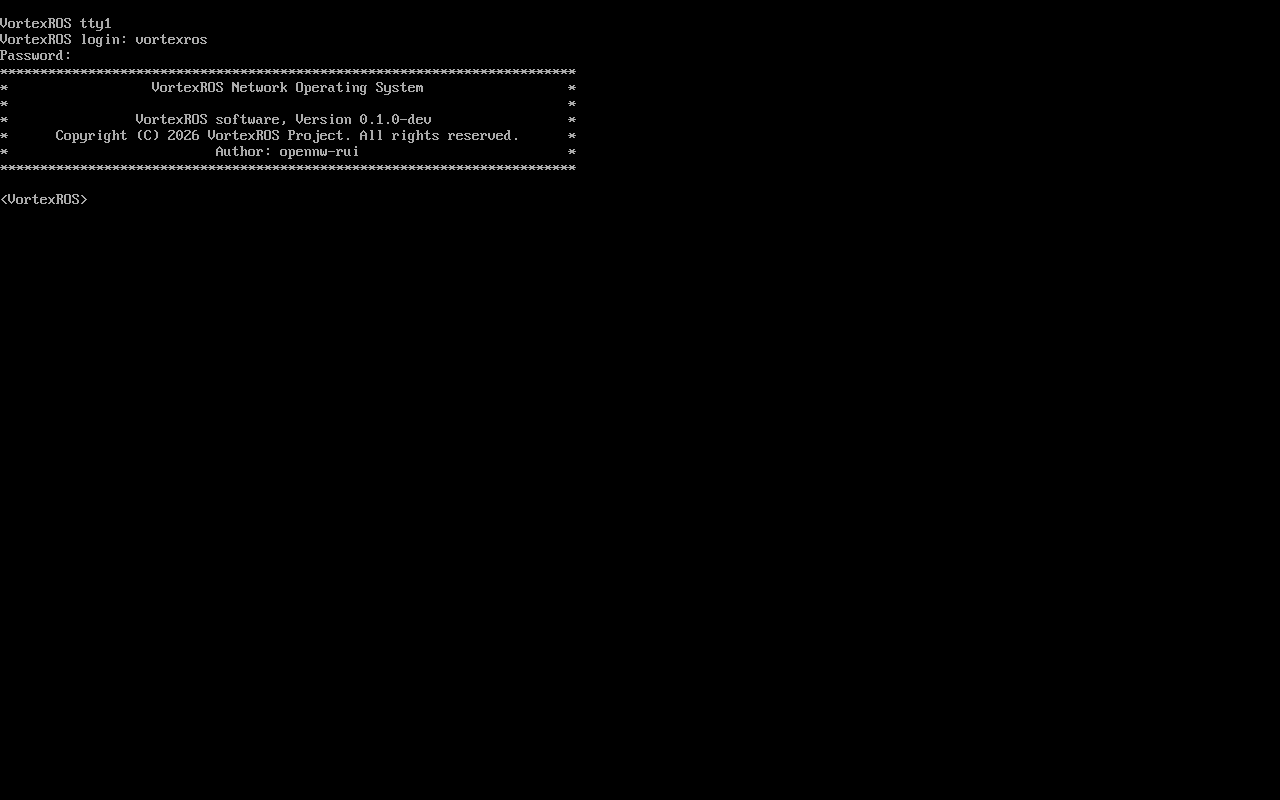 VortexROS tty1
VortexROS login: vortexros
Password:
************************************************************************
*                  VortexROS Network Operating System                  *
*                                                                      *
*                VortexROS software, Version 0.1.0-dev                 *
*      Copyright (C) 2026 VortexROS Project. All rights reserved.      *
*                          Author: opennw-rui                          *
************************************************************************
<VortexROS>